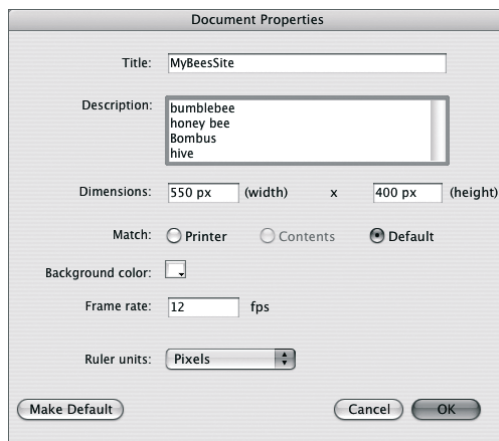 Document Properties
Title: MyBeesSite
Description: bumblebee
honey bee
Bombus
hive
Dimensions: 550 px (width) x 400 px (height)
Match: Printer Contents Default
Background color:
Frame rate: 12 fps
Ruler units: Pixels
Make Default Cancel OK